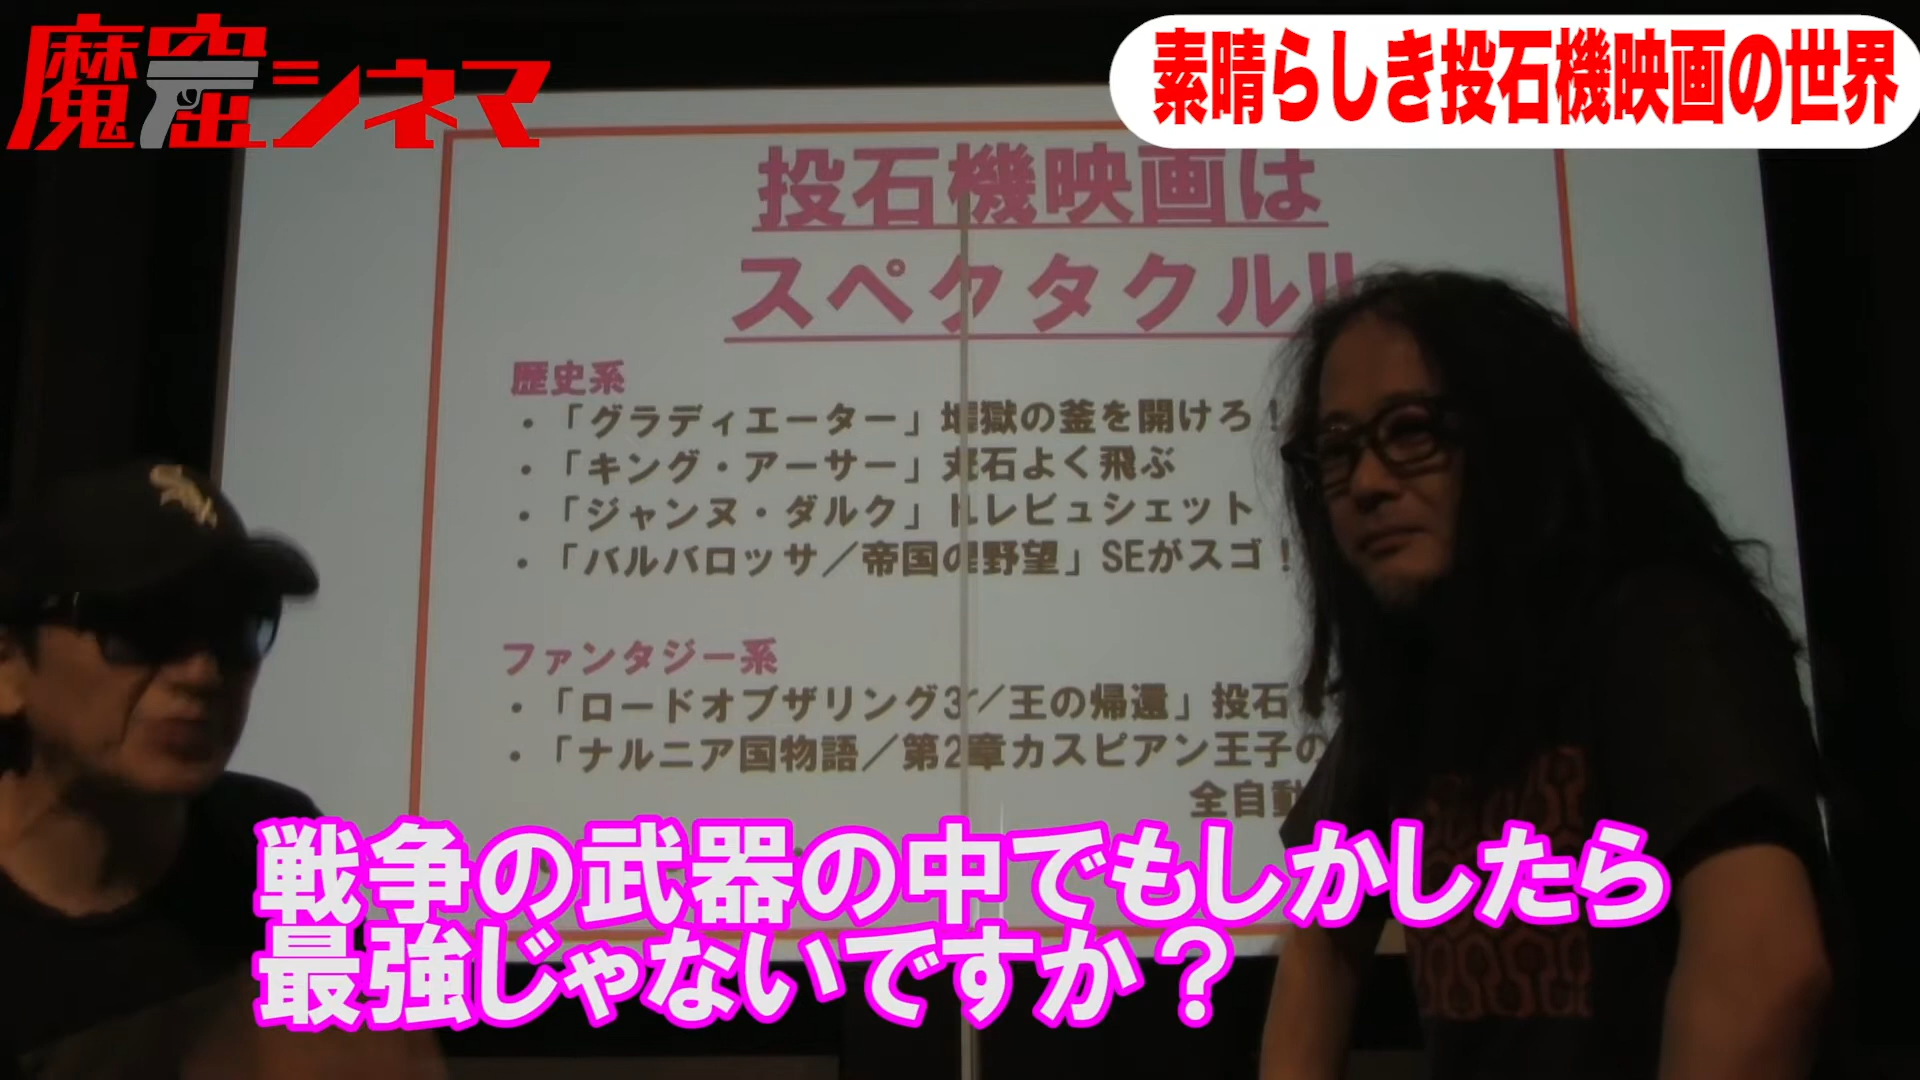 魔窟シネマ
素晴らしき投石機映画の世界
投石機映画は
スペクタクル!!
歴史系
・「グラディエーター」地獄の釜を開けろ！
・「キング・アーサー」炎石よく飛ぶ
・「ジャンヌ・ダルク」トレビュシェット
・「バルバロッサ／帝国の野望」SEがスゴ！
ファンタジー系
・「ロードオブザリング3／王の帰還」投石
・「ナルニア国物語／第2章カスピアン王子の
全自動
戦争の武器の中でもしかしたら
最強じゃないですか？